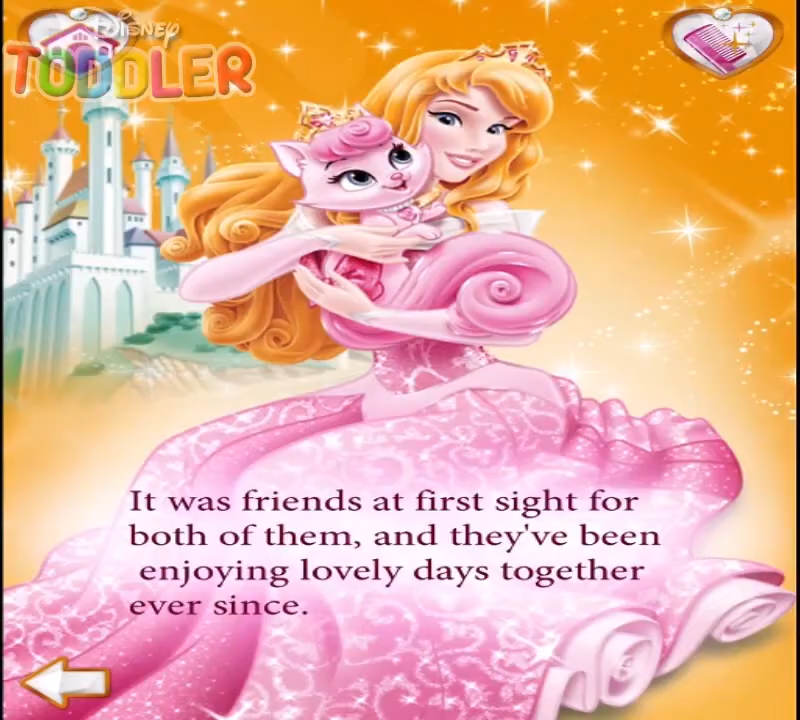 Disney
TODDLER
It was friends at first sight for
both of them, and they've been
enjoying lovely days together
ever since.